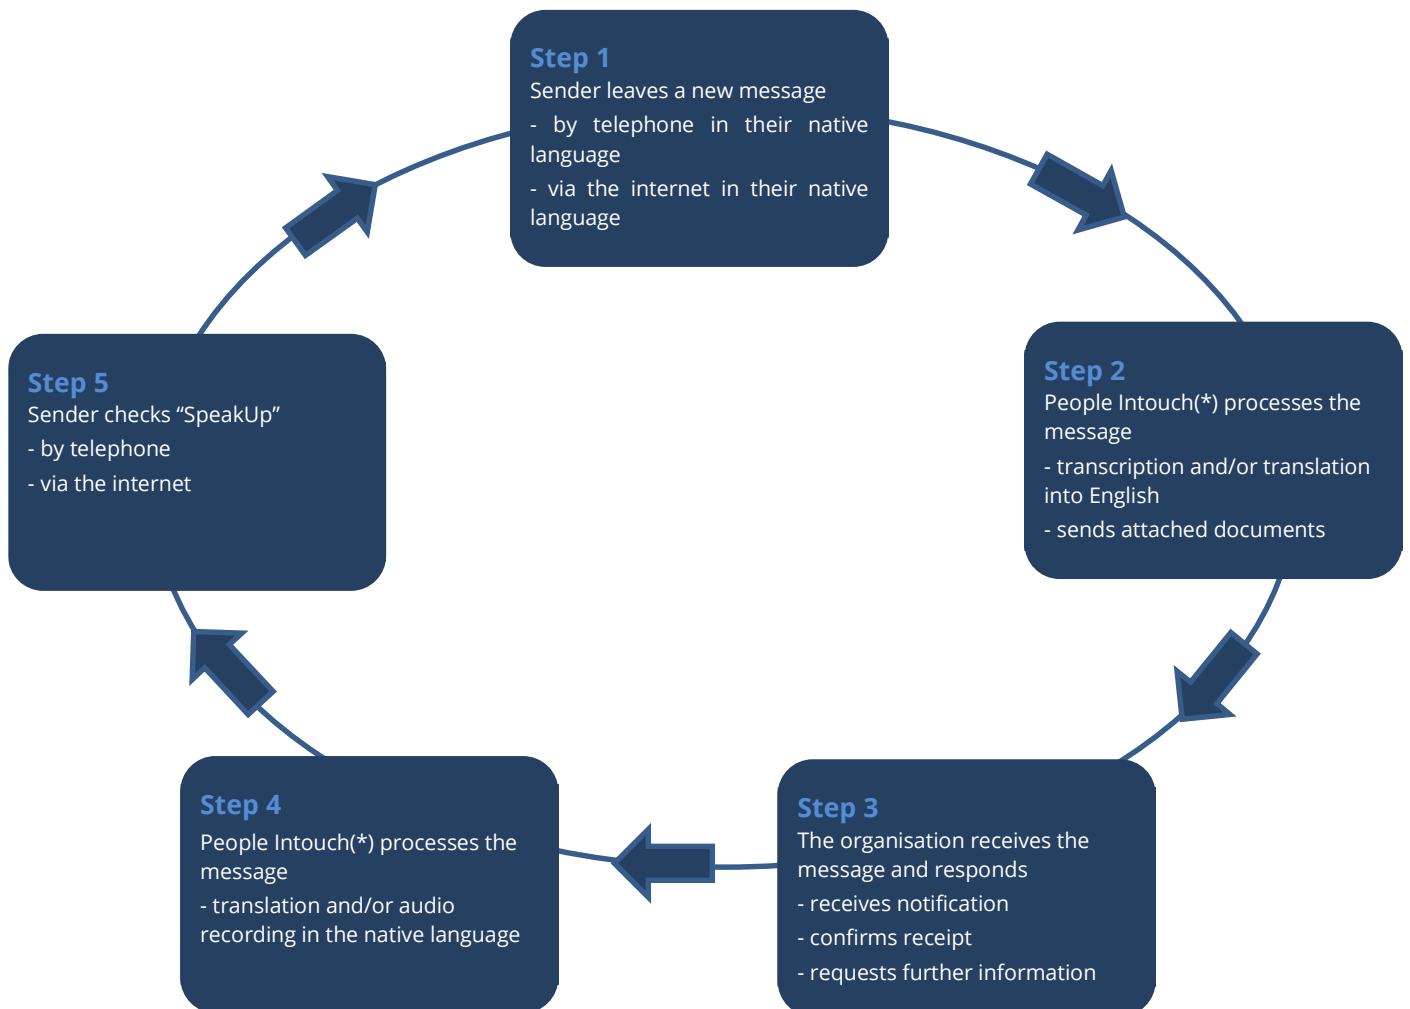 Step 1
Sender leaves a new message
- by telephone in their native
language
- via the internet in their native
language
Step 2
People Intouch(*) processes the
message
- transcription and/or translation
into English
- sends attached documents
Step 3
The organisation receives the
message and responds
- receives notification
- confirms receipt
- requests further information
Step 4
People Intouch(*) processes the
message
- translation and/or audio
recording in the native language
Step 5
Sender checks “SpeakUp”
- by telephone
- via the internet